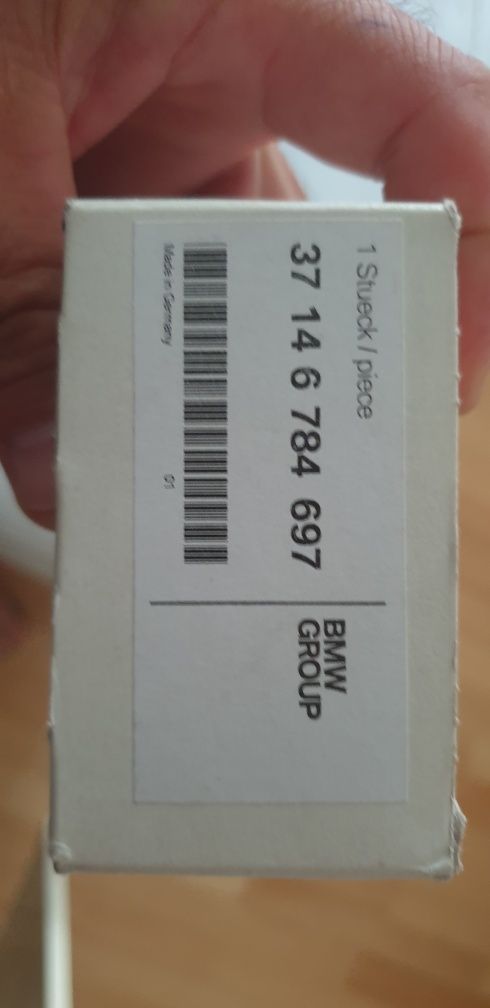 1 Stueck / piece
37 14 6 784 697
Made in Germany
01
BMW
GROUP